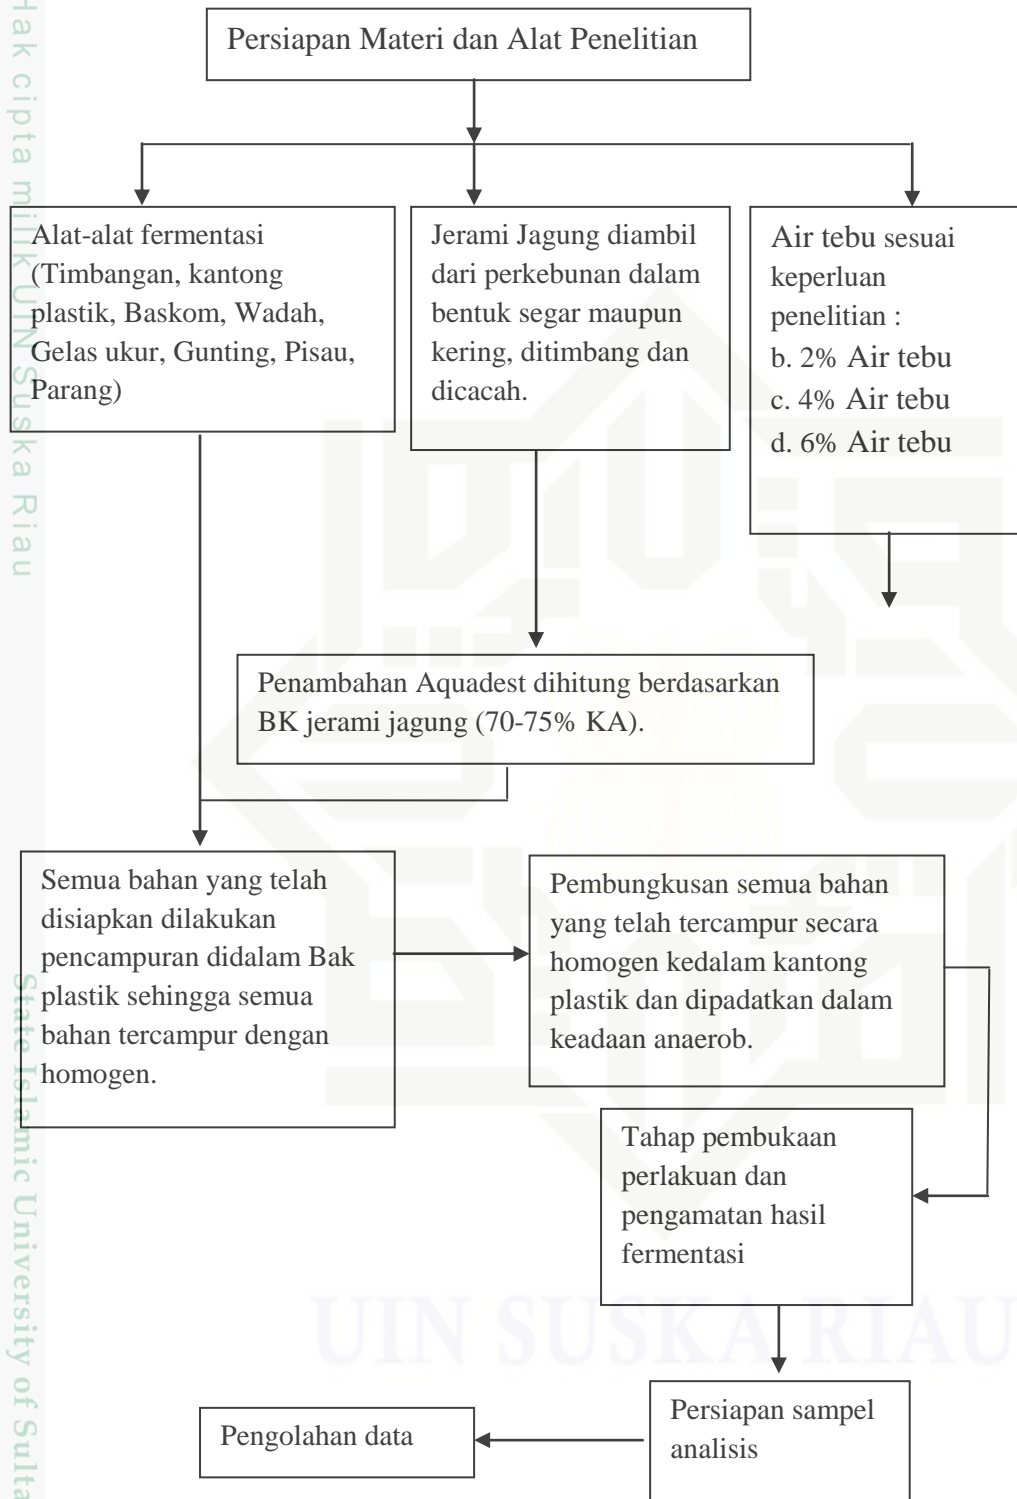 Hak cipta milik UIN Suska Riau
State Islamic University of Sulta
Persiapan Materi dan Alat Penelitian
Alat-alat fermentasi
(Timbangan, kantong
plastik, Baskom, Wadah,
Gelas ukur, Gunting, Pisau,
Parang)
Jerami Jagung diambil
dari perkebunan dalam
bentuk segar maupun
kering, ditimbang dan
dicacah.
Air tebu sesuai
keperluan
penelitian :
b. 2% Air tebu
c. 4% Air tebu
d. 6% Air tebu
Penambahan Aquadest dihitung berdasarkan
BK jerami jagung (70-75% KA).
Semua bahan yang telah
disiapkan dilakukan
pencampuran didalam Bak
plastik sehingga semua
bahan tercampur dengan
homogen.
Pembungkusan semua bahan
yang telah tercampur secara
homogen kedalam kantong
plastik dan dipadatkan dalam
keadaan anaerob.
Tahap pembukaan
perlakuan dan
pengamatan hasil
fermentasi
UIN SUSKA RIAU
Persiapan sampel
analisis
Pengolahan data